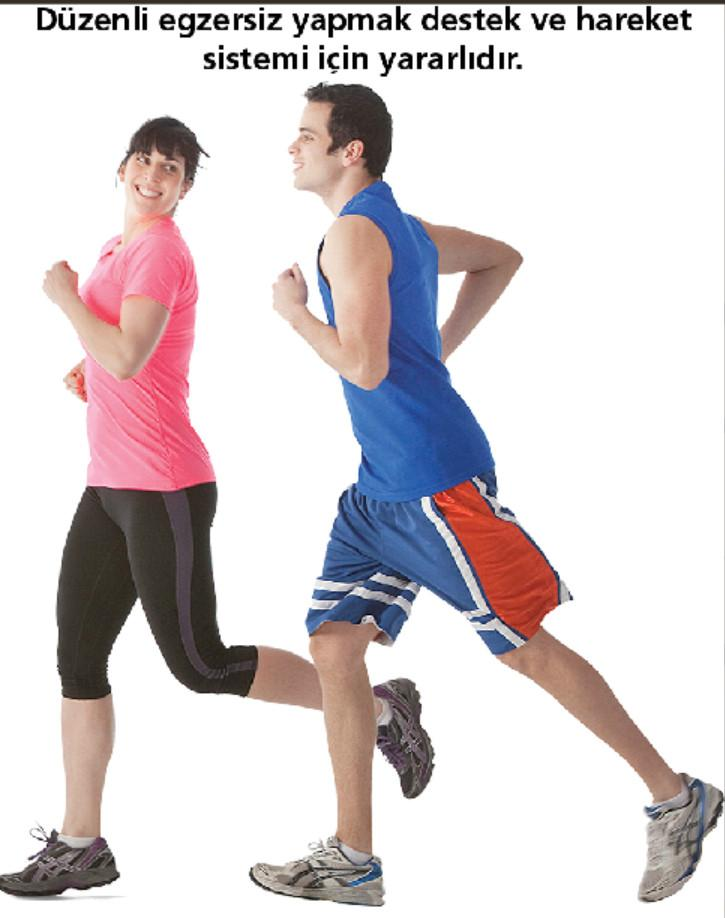 Düzenli egzersiz yapmak destek ve hareket
sistemi için yararlıdır.